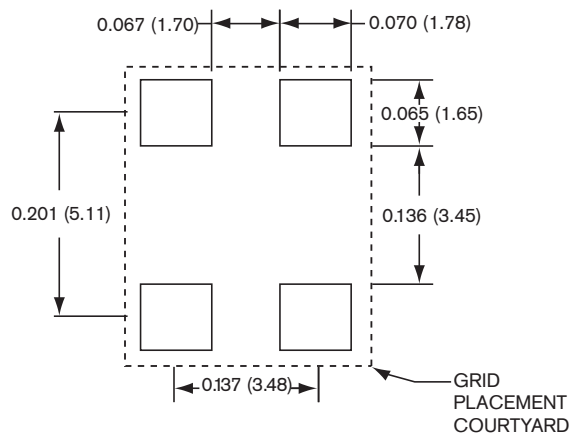 0.067 (1.70)
0.070 (1.78)
0.065 (1.65)
0.201 (5.11)
0.136 (3.45)
0.137 (3.48)
GRID
PLACEMENT
COURTYARD